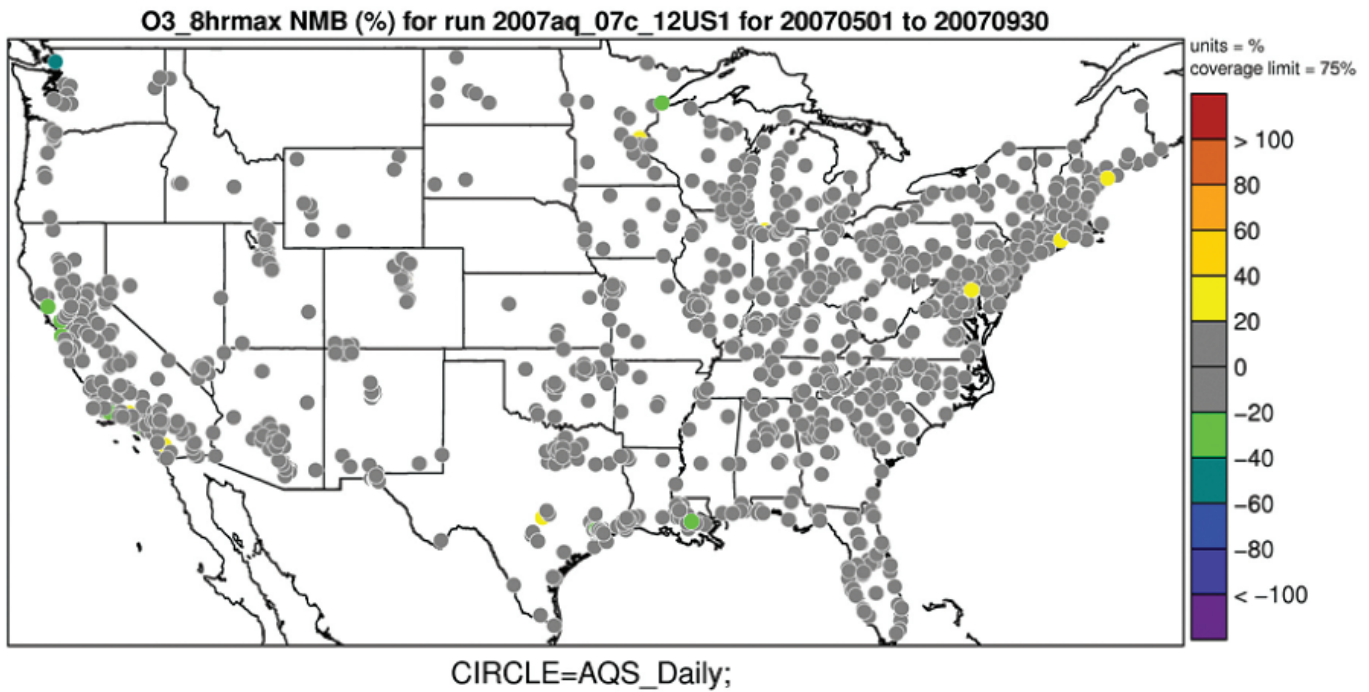 O3_8hrmax NMB (%) for run 2007aq_07c_12US1 for 20070501 to 20070930
units = %
coverage limit = 75%
> 100
80
60
40
20
0
−20
−40
−60
−80
< −100
CIRCLE=AQS_Daily;